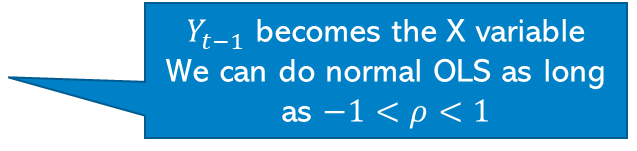 Y_{t−1} becomes the X variable
We can do normal OLS as long
as −1 < ρ < 1